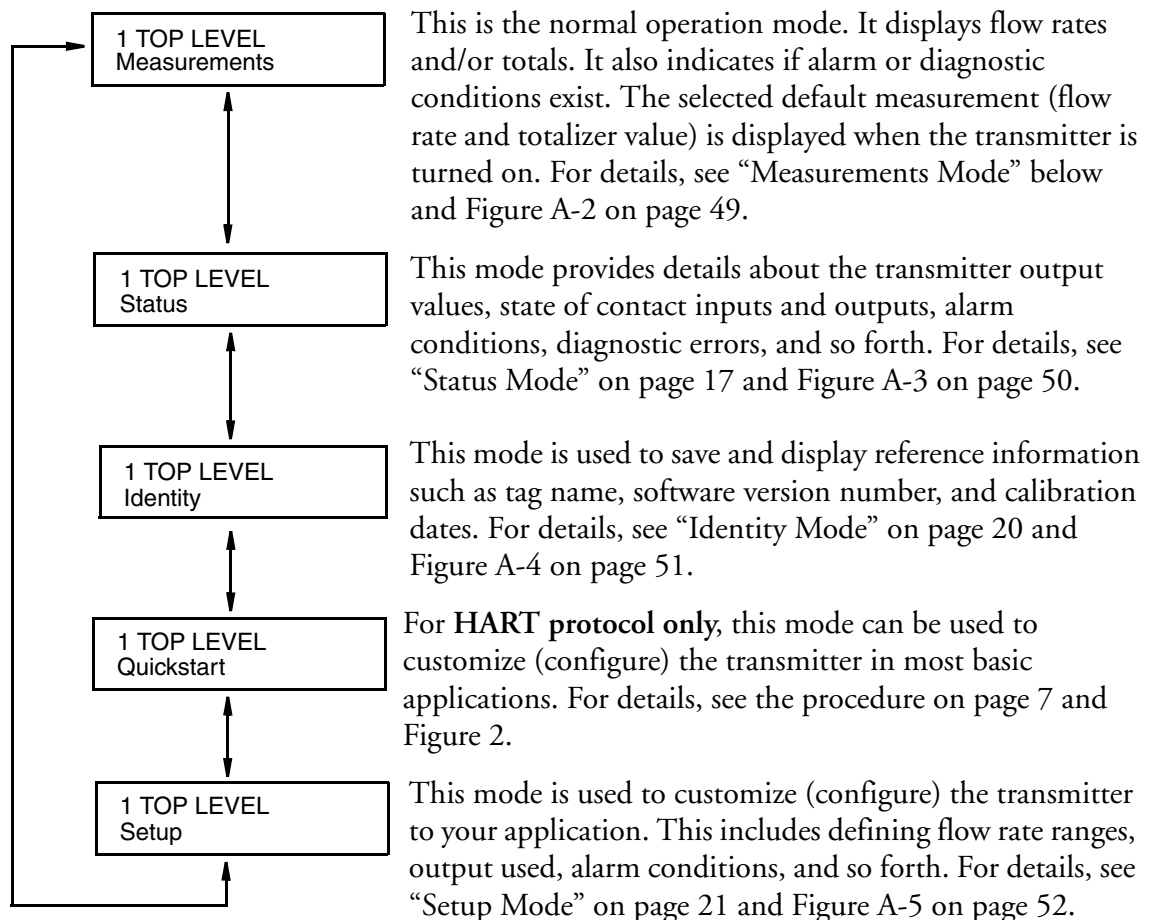 1 TOP LEVEL
Measurements
This is the normal operation mode. It displays flow rates
and/or totals. It also indicates if alarm or diagnostic
conditions exist. The selected default measurement (flow
rate and totalizer value) is displayed when the transmitter is
turned on. For details, see “Measurements Mode” below
and Figure A-2 on page 49.
1 TOP LEVEL
Status
This mode provides details about the transmitter output
values, state of contact inputs and outputs, alarm
conditions, diagnostic errors, and so forth. For details, see
“Status Mode” on page 17 and Figure A-3 on page 50.
1 TOP LEVEL
Identity
This mode is used to save and display reference information
such as tag name, software version number, and calibration
dates. For details, see “Identity Mode” on page 20 and
Figure A-4 on page 51.
1 TOP LEVEL
Quickstart
For HART protocol only, this mode can be used to
customize (configure) the transmitter in most basic
applications. For details, see the procedure on page 7 and
Figure 2.
1 TOP LEVEL
Setup
This mode is used to customize (configure) the transmitter
to your application. This includes defining flow rate ranges,
output used, alarm conditions, and so forth. For details, see
“Setup Mode” on page 21 and Figure A-5 on page 52.